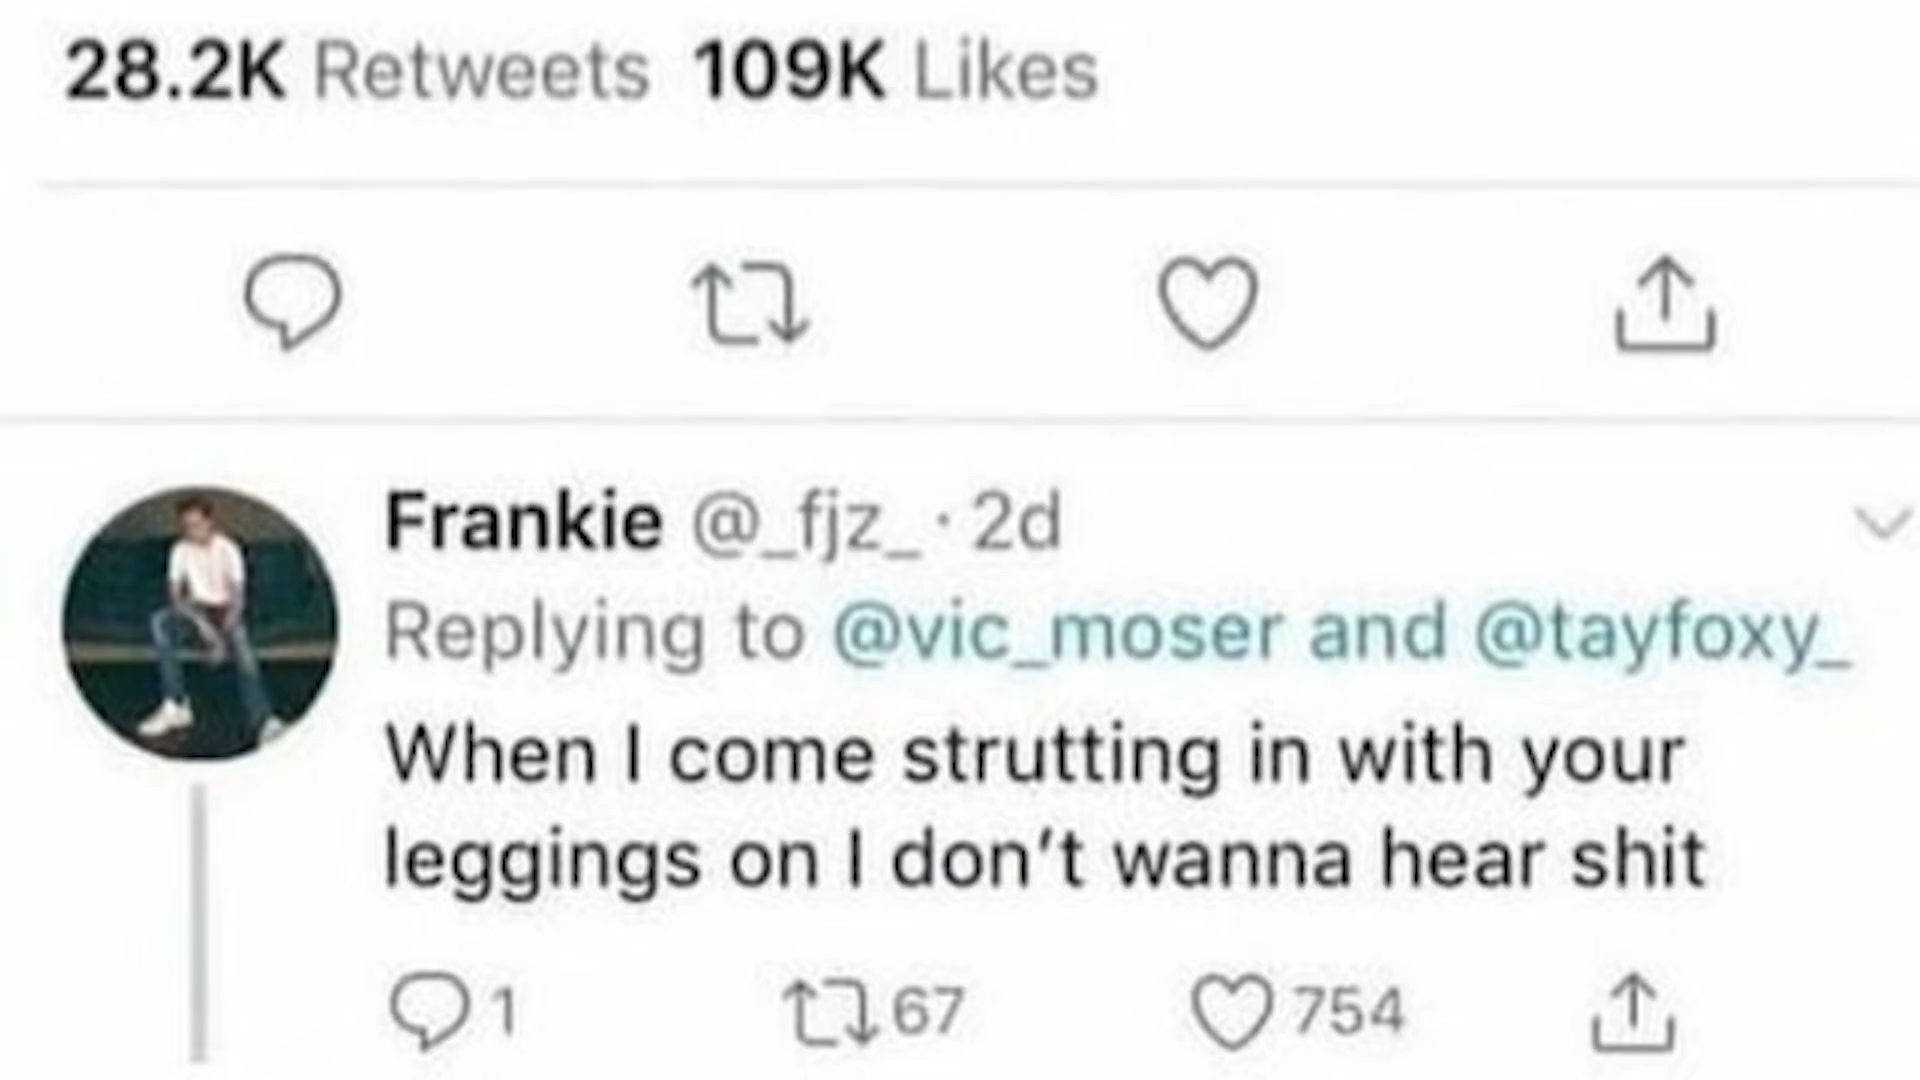 28.2K Retweets 109K Likes
Frankie @_fjz_ · 2d
Replying to @vic_moser and @tayfoxy_
When I come strutting in with your
leggings on I don't wanna hear shit
1 67 754